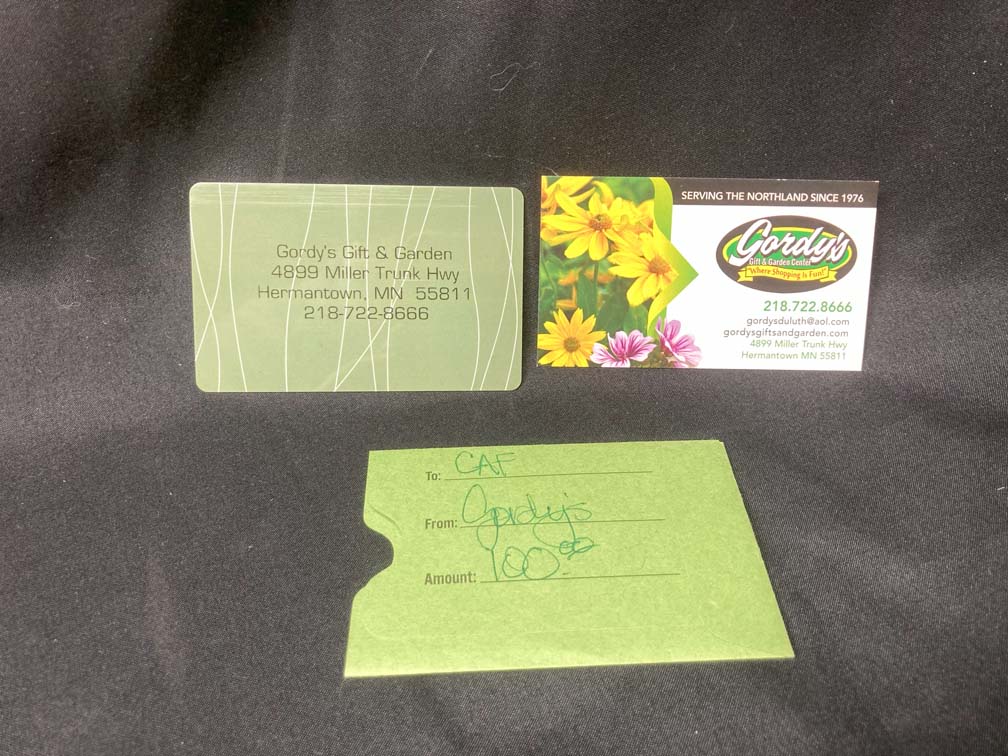 Gordy's Gift & Garden
4899 Miller Trunk Hwy
Hermantown, MN 55811
218-722-8666
SERVING THE NORTHLAND SINCE 1976
Gordy's
Gift & Garden Center
"Where Shopping Is Fun!"
218.722.8666
gordysduluth@aol.com
gordysgiftsandgarden.com
4899 Miller Trunk Hwy
Hermantown MN 55811
To: CAF
From: Gordy's
Amount: 100.00